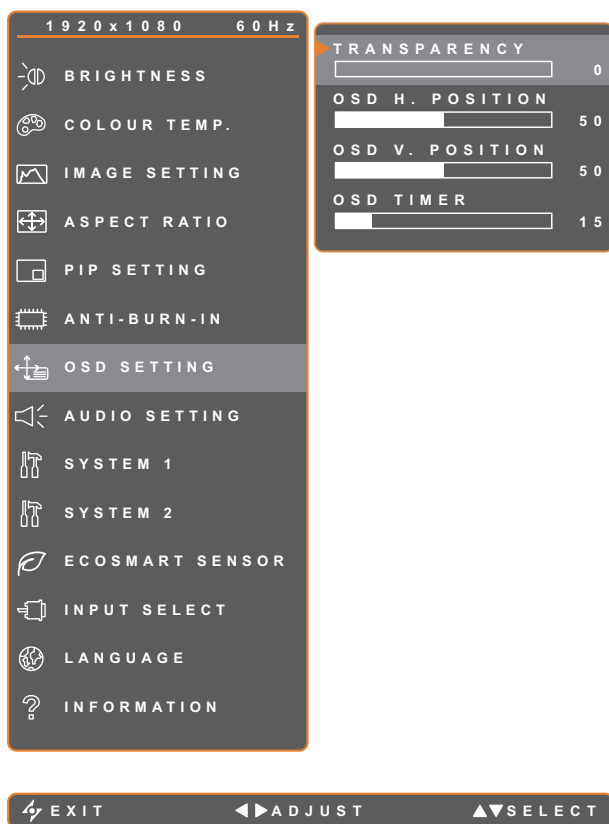 1920x1080 60Hz
BRIGHTNESS
COLOUR TEMP.
IMAGE SETTING
ASPECT RATIO
PIP SETTING
ANTI-BURN-IN
OSD SETTING
AUDIO SETTING
SYSTEM 1
SYSTEM 2
ECOSMART SENSOR
INPUT SELECT
LANGUAGE
INFORMATION
TRANSPARENCY
0
OSD H. POSITION
50
OSD V. POSITION
50
OSD TIMER
15
EXIT ADJUST SELECT